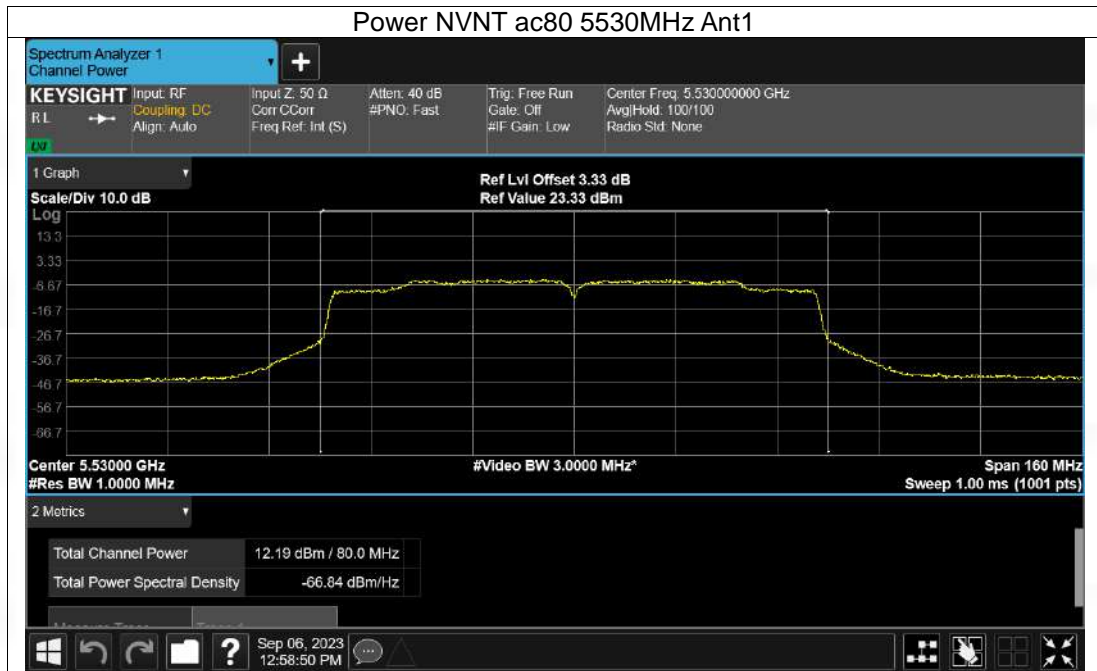 Power NVNT ac80 5530MHz Ant1
Spectrum Analyzer 1
Channel Power
KEYSIGHT
RL
Input: RF
Coupling: DC
Align: Auto
Input Z: 50 Ω
Corr CCorr
Freq Ref: Int (S)
Atten: 40 dB
#PNO: Fast
Trig: Free Run
Gate: Off
#IF Gain: Low
Center Freq: 5.530000000 GHz
Avg|Hold: 100/100
Radio Std: None
LXI
1 Graph
Ref Lvl Offset 3.33 dB
Scale/Div 10.0 dB
Ref Value 23.33 dBm
Log
13.3
3.33
-6.67
-16.7
-26.7
-36.7
-46.7
-56.7
-66.7
Center 5.53000 GHz
#Video BW 3.0000 MHz*
Span 160 MHz
#Res BW 1.0000 MHz
Sweep 1.00 ms (1001 pts)
2 Metrics
Total Channel Power 12.19 dBm / 80.0 MHz
Total Power Spectral Density -66.84 dBm/Hz
Sep 06, 2023
12:58:50 PM